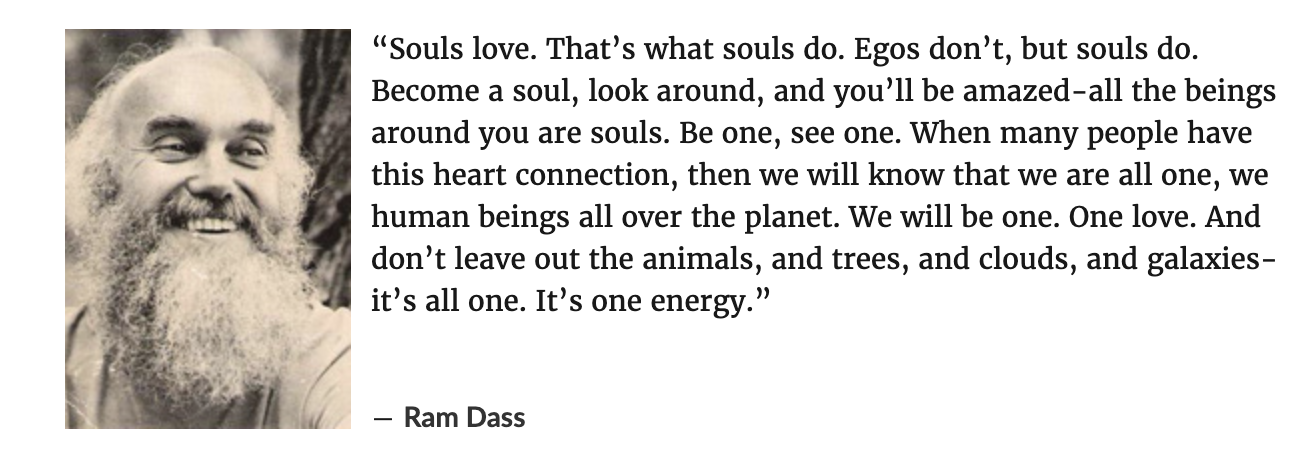 “Souls love. That’s what souls do. Egos don’t, but souls do.
Become a soul, look around, and you’ll be amazed-all the beings
around you are souls. Be one, see one. When many people have
this heart connection, then we will know that we are all one, we
human beings all over the planet. We will be one. One love. And
don’t leave out the animals, and trees, and clouds, and galaxies-
it’s all one. It’s one energy.”
— Ram Dass